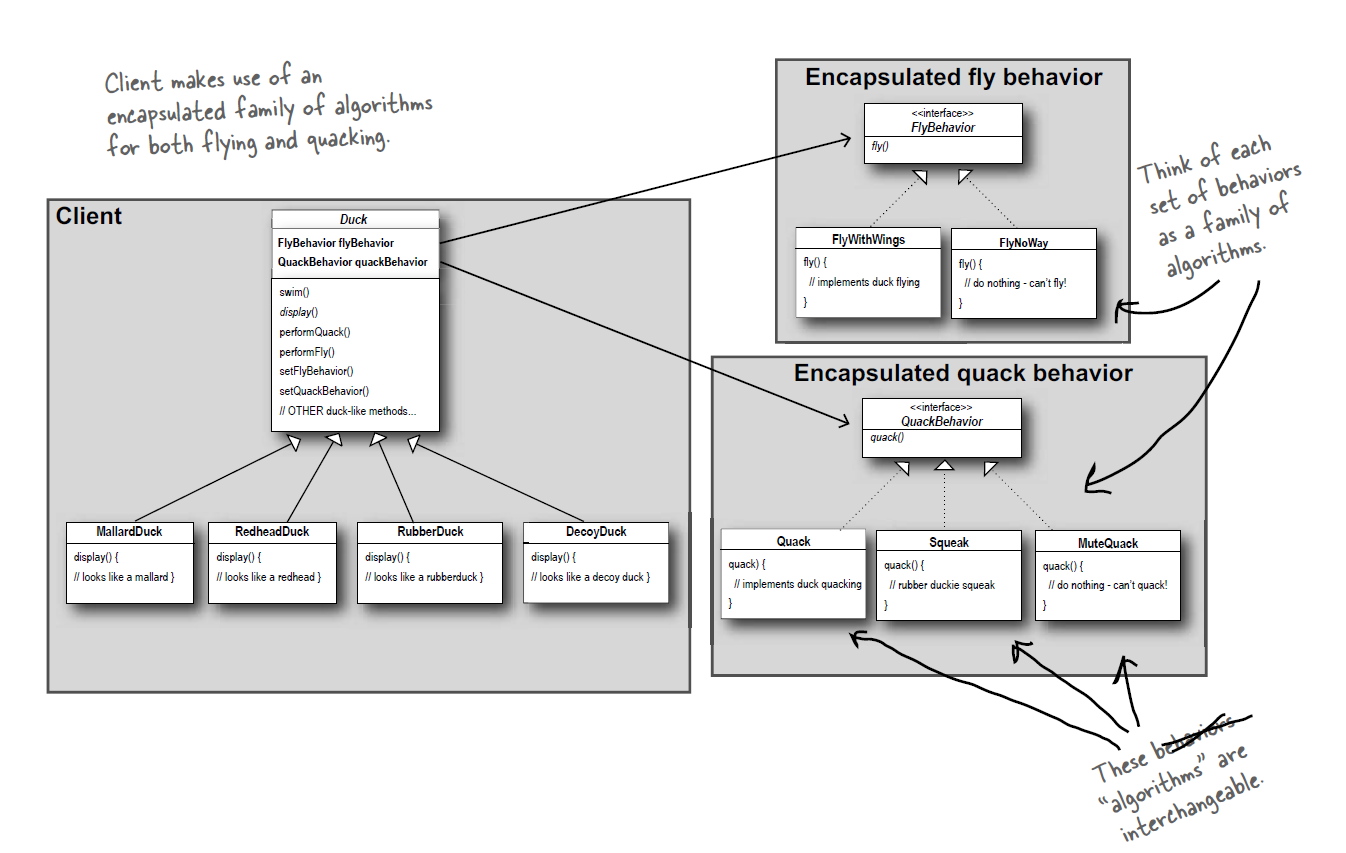 Client makes use of an
encapsulated family of algorithms
for both flying and quacking.
Client
Duck
FlyBehavior flyBehavior
QuackBehavior quackBehavior
swim()
display()
performQuack()
performFly()
setFlyBehavior()
setQuackBehavior()
// OTHER duck-like methods...
MallardDuck
display() {
// looks like a mallard }
RedheadDuck
display() {
// looks like a redhead }
RubberDuck
display() {
// looks like a rubberduck }
DecoyDuck
display() {
// looks like a decoy duck }
Encapsulated fly behavior
<<interface>>
FlyBehavior
fly()
FlyWithWings
fly() {
// implements duck flying
}
FlyNoWay
fly() {
// do nothing - can't fly!
}
Think of each
set of behaviors
as a family of
algorithms.
Encapsulated quack behavior
<<interface>>
QuackBehavior
quack()
Quack
quack) {
// implements duck quacking
}
Squeak
quack() {
// rubber duckie squeak
}
MuteQuack
quack() {
// do nothing - can't quack!
}
These behaviors
“algorithms” are
interchangeable.